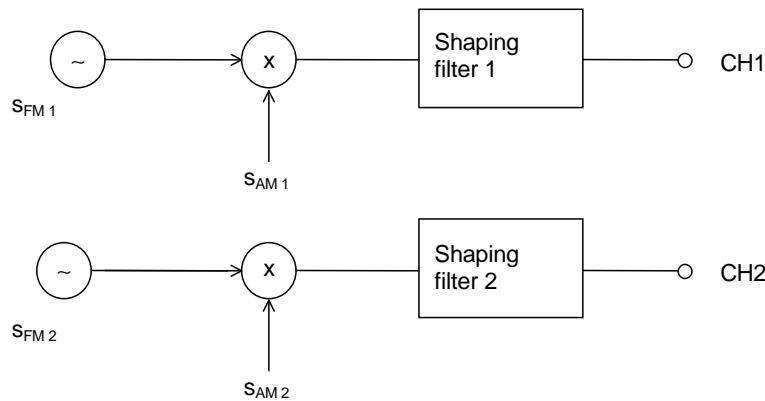 ~
x
Shaping
filter 1
CH1
sFM 1
sAM 1
~
x
Shaping
filter 2
CH2
sFM 2
sAM 2